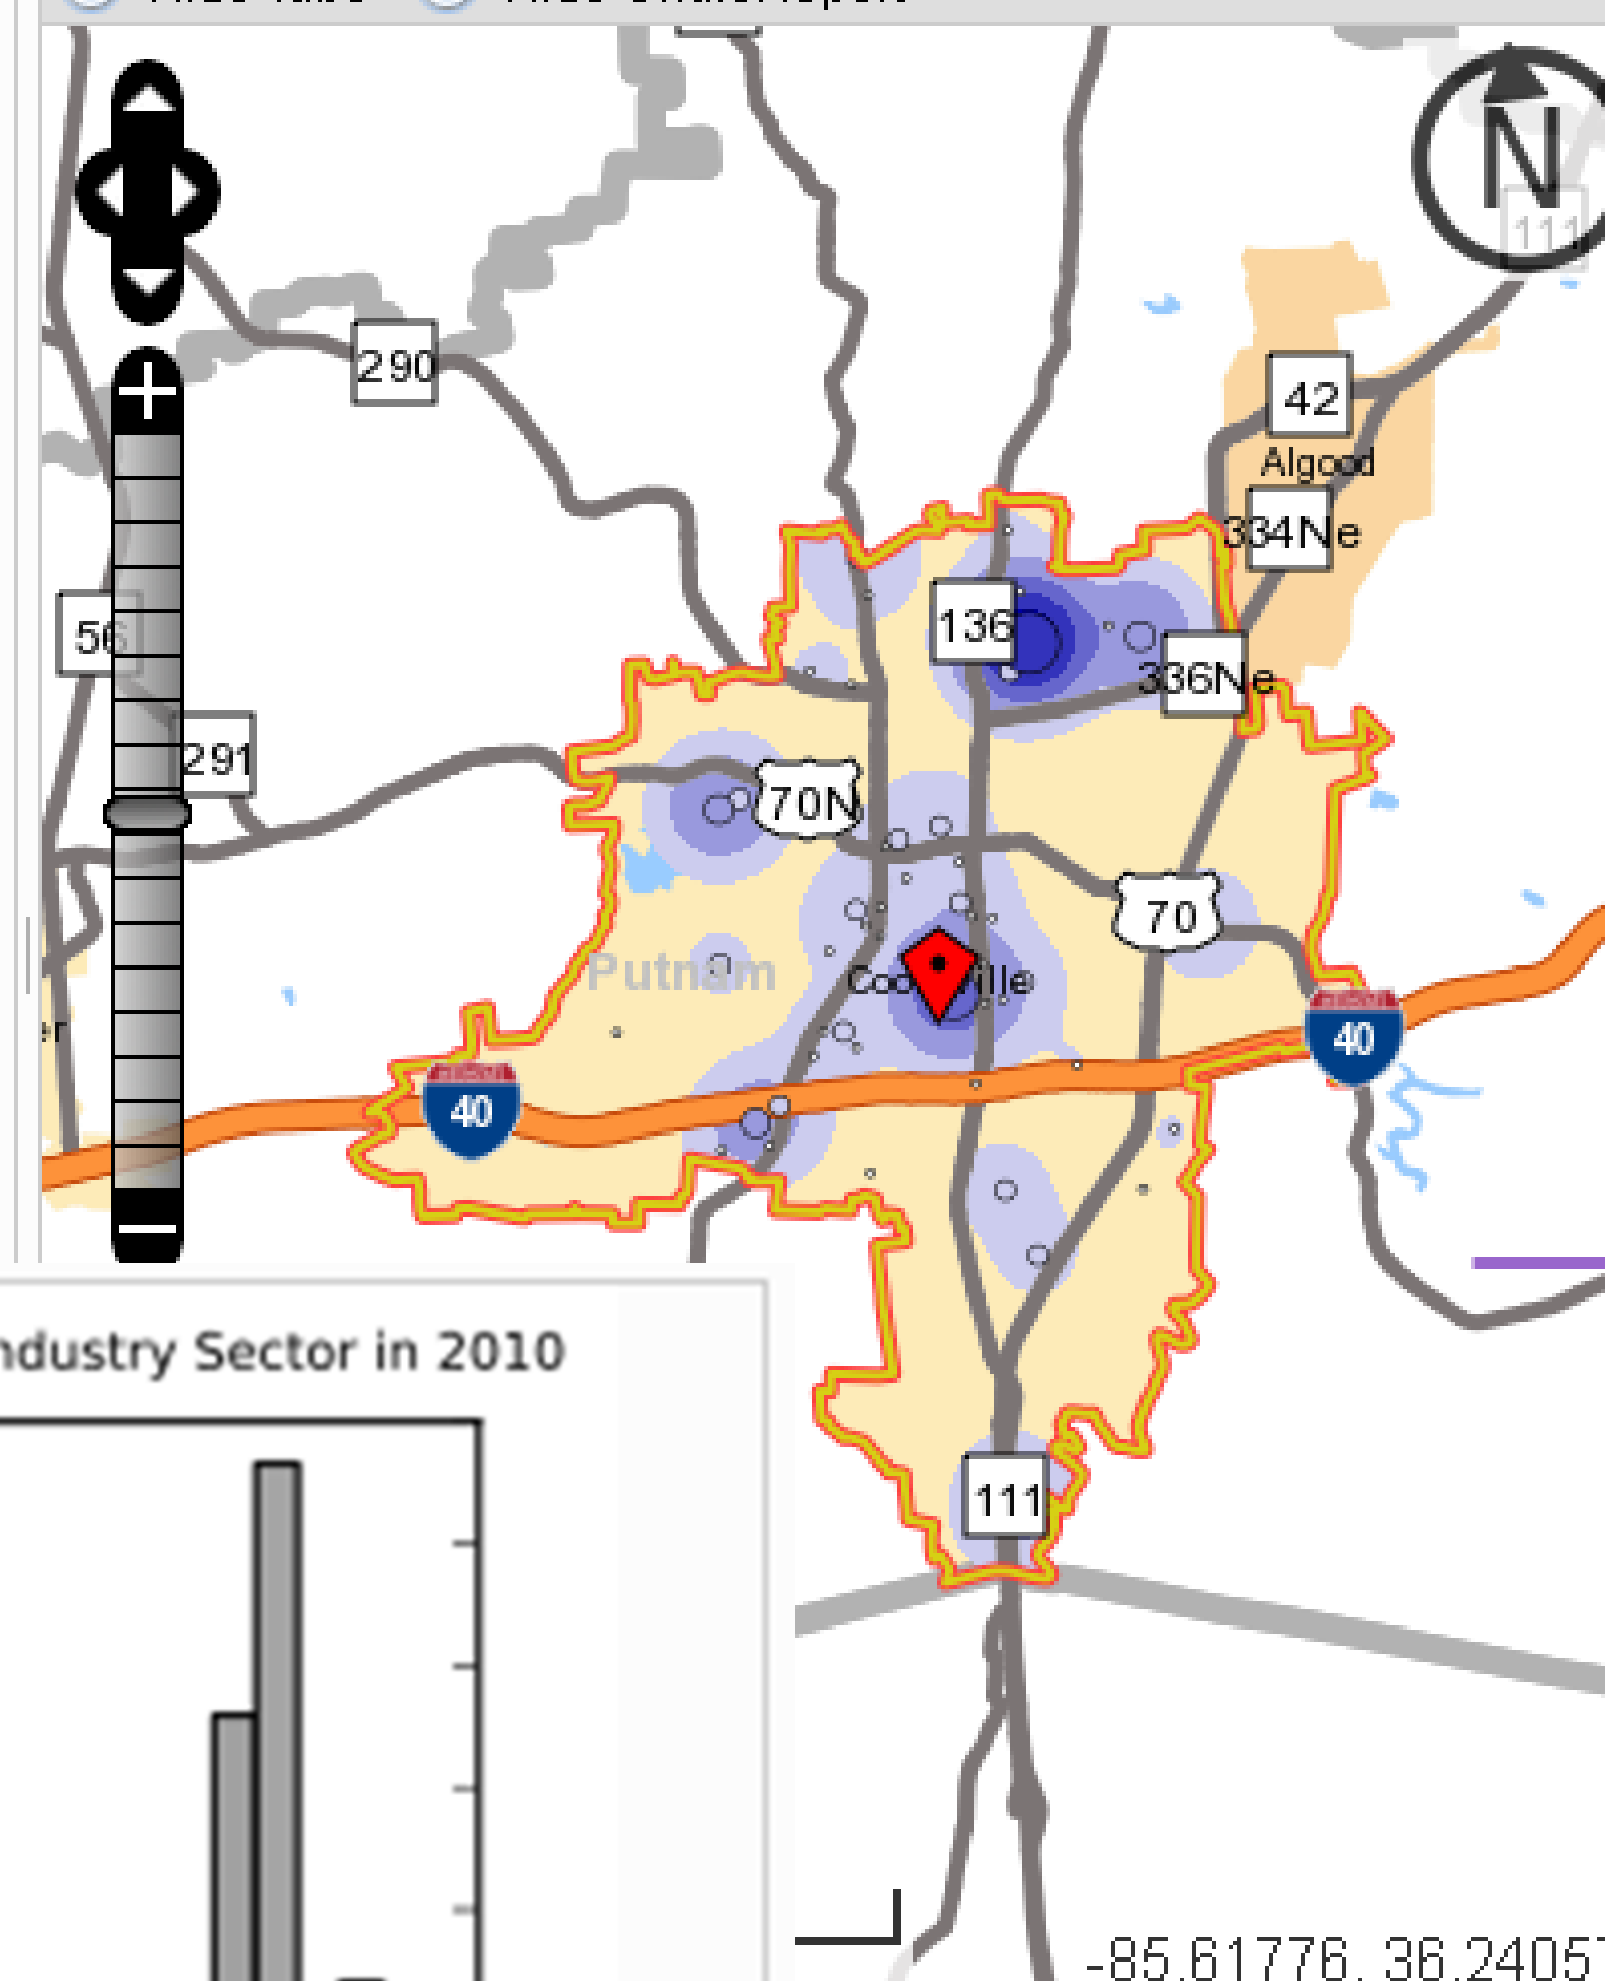 N
111
290
42
Algood
334Ne
136
56
336Ne
291
70N
70
Putnam
40
40
ndustry Sector in 2010
111
-85.61776, 36.24057